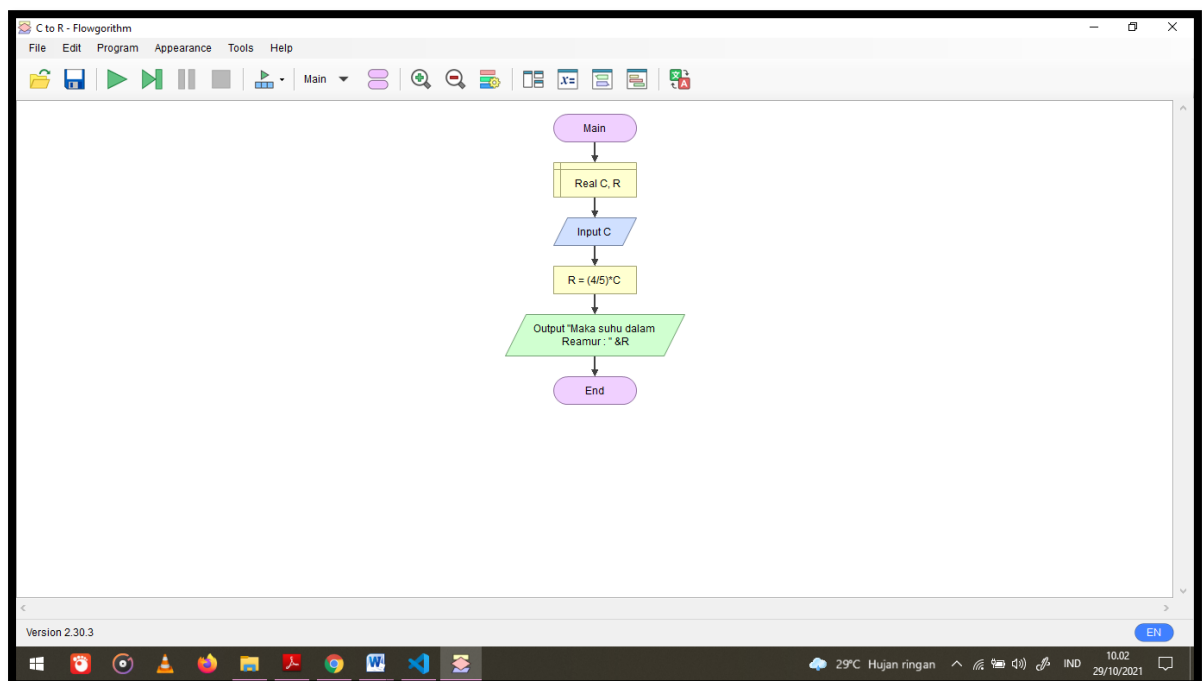 C to R - Flowgorithm
File Edit Program Appearance Tools Help
Main
x=
Main
Real C, R
Input C
R = (4/5)*C
Output "Maka suhu dalam
Reamur : " &R
End
Version 2.30.3
EN
29°C Hujan ringan
IND
10.02
29/10/2021